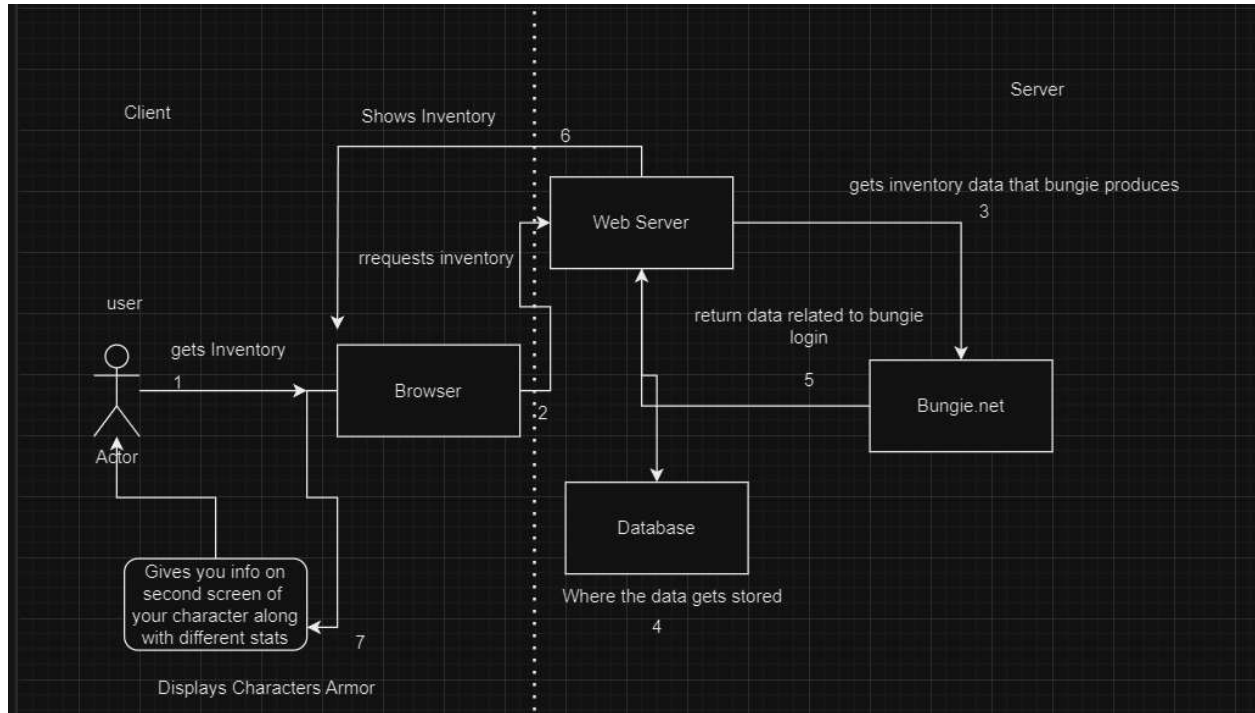 Server
Client
Shows Inventory
6
gets inventory data that bungie produces
3
Web Server
rrequests inventory
user
return data related to bungie
login
gets Inventory
1
5
Browser
2
Bungie.net
Actor
Database
Gives you info on
second screen of
your character along
with different stats
Where the data gets stored
4
7
Displays Characters Armor